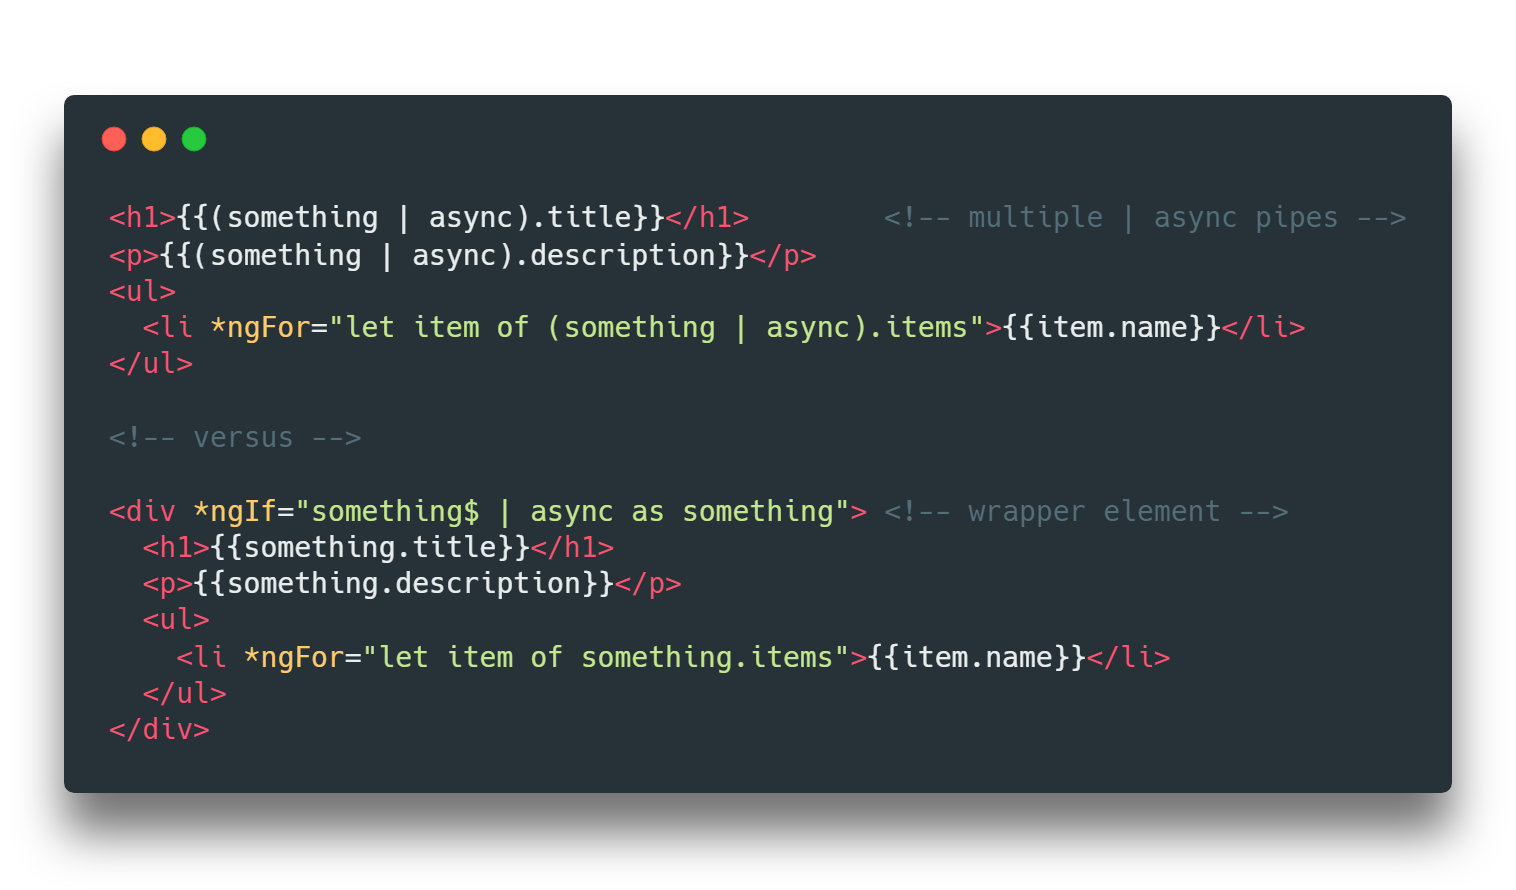 <h1>{{(something | async).title}}</h1>        <!-- multiple | async pipes -->
<p>{{(something | async).description}}</p>
<ul>
  <li *ngFor="let item of (something | async).items">{{item.name}}</li>
</ul>

<!-- versus -->

<div *ngIf="something$ | async as something"> <!-- wrapper element -->
  <h1>{{something.title}}</h1>
  <p>{{something.description}}</p>
  <ul>
    <li *ngFor="let item of something.items">{{item.name}}</li>
  </ul>
</div>